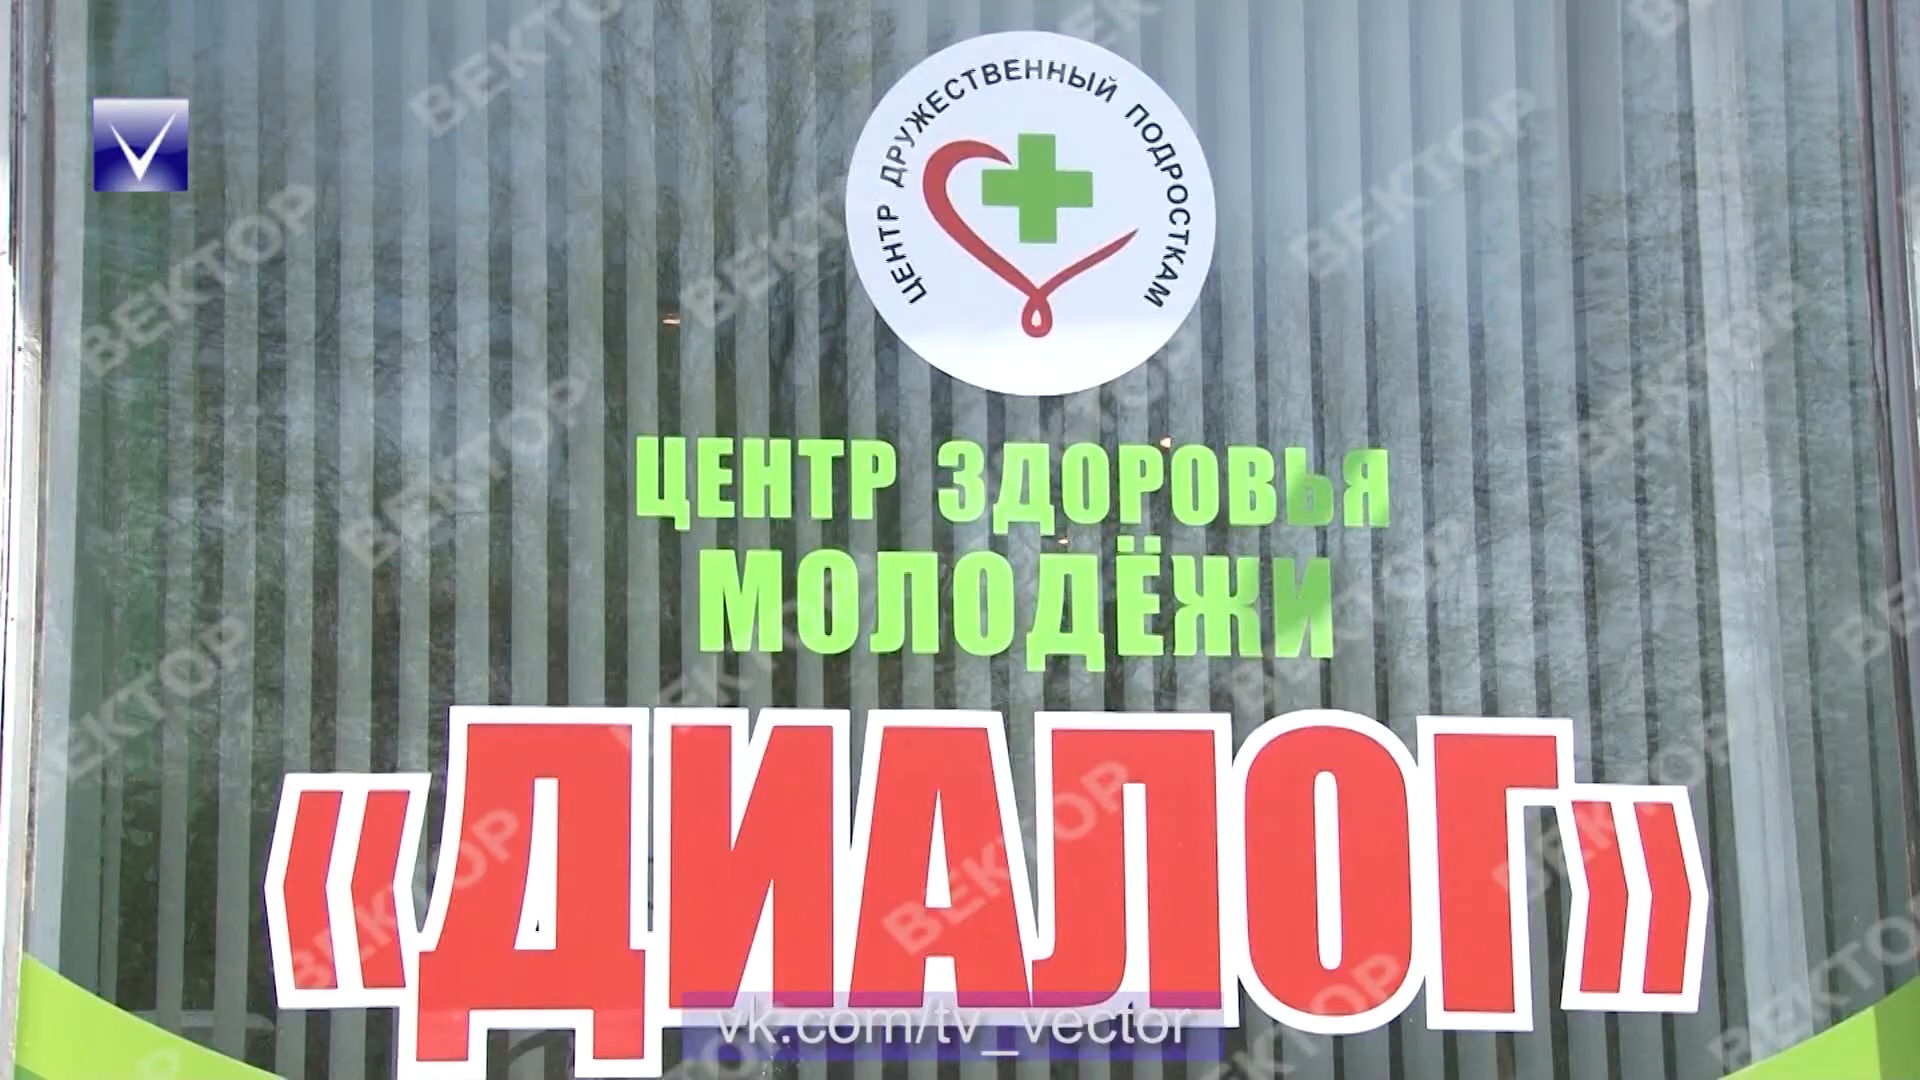 ЦЕНТР ДРУЖЕСТВЕННЫЙ ПОДРОСТКАМ
ЦЕНТР ЗДОРОВЬЯ
МОЛОДЁЖИ
«ДИАЛОГ»
vk.com/tv_vector
ВЕКТОР